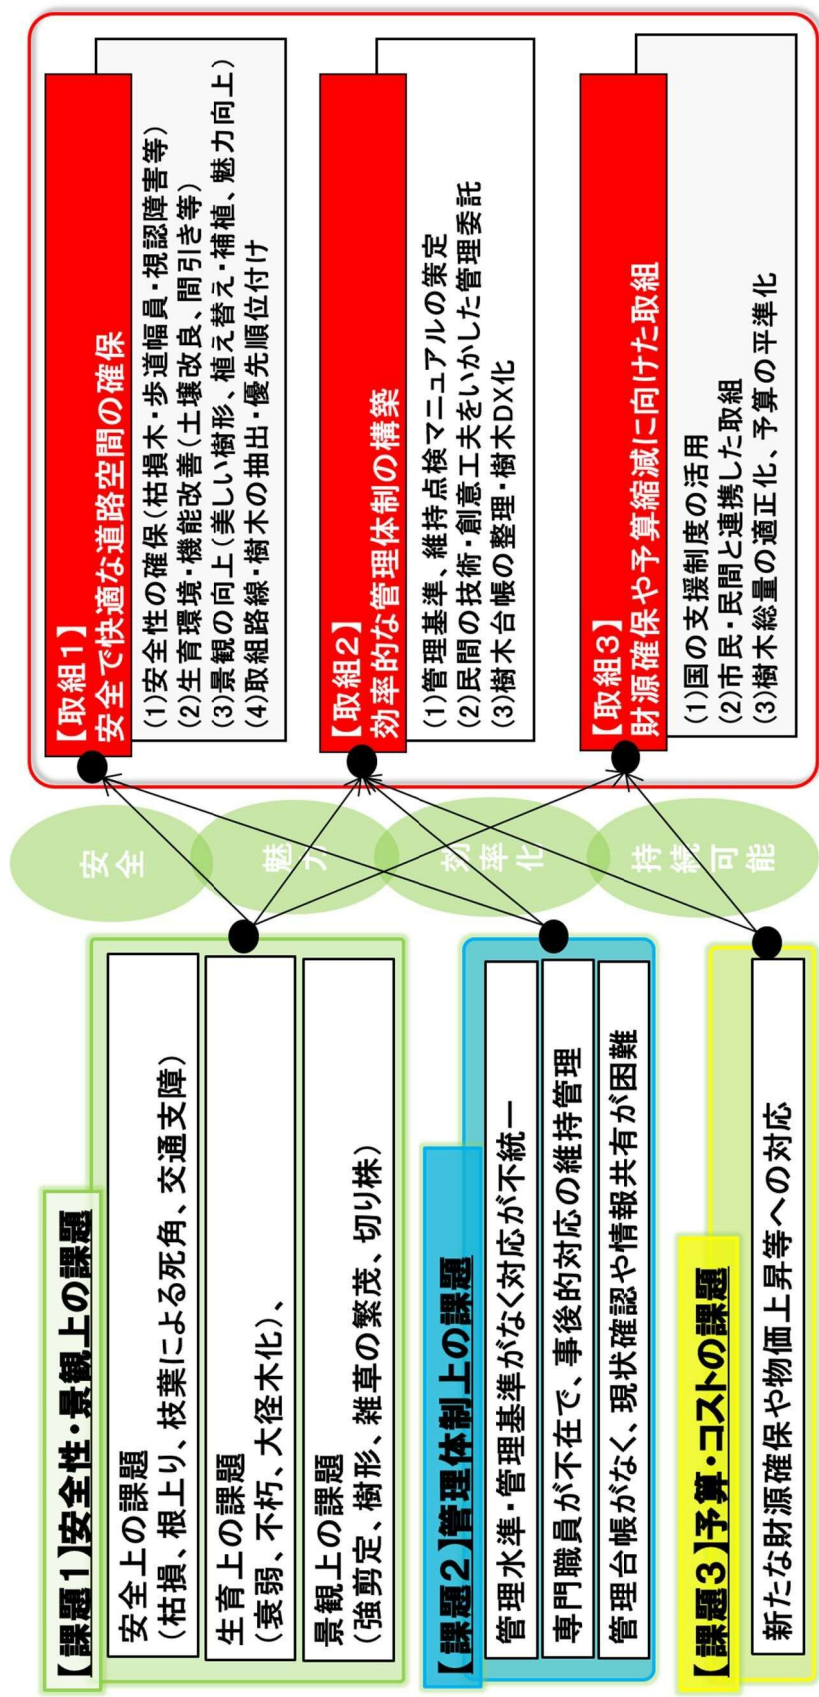 【課題1】安全性・景観上の課題
安全上の課題
(枯損、根上り、枝葉による死角、交通支障)
生育上の課題
(衰弱、不朽、大径木化)、
景観上の課題
(強剪定、樹形、雑草の繁茂、切り株)
【課題2】管理体制上の課題
管理水準・管理基準がなく対応が不統一
専門職員が不在で、事後的対応の維持管理
管理台帳がなく、現状確認や情報共有が困難
【課題3】予算・コストの課題
新たな財源確保や物価上昇等への対応
安全
魅力
効率化
持続可能
【取組1】
安全で快適な道路空間の確保
(1)安全性の確保(枯損木・歩道幅員・視認障害等)
(2)生育環境・機能改善(土壌改良、間引き等)
(3)景観の向上(美しい樹形、植え替え・補植、魅力向上)
(4)取組路線・樹木の抽出・優先順位付け
【取組2】
効率的な管理体制の構築
(1)管理基準、維持点検マニュアルの策定
(2)民間の技術・創意工夫をいかした管理委託
(3)樹木台帳の整理・樹木DX化
【取組3】
財源確保や予算縮減に向けた取組
(1)国の支援制度の活用
(2)市民・民間と連携した取組
(3)樹木総量の適正化、予算の平準化